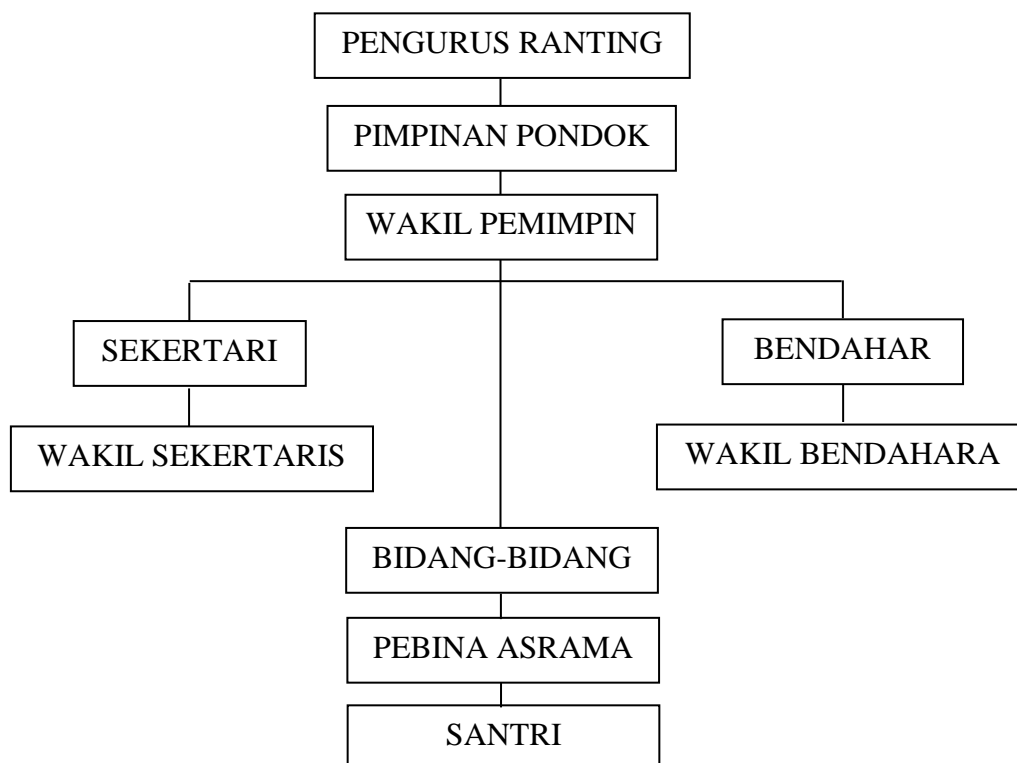 PENGURUS RANTING
PIMPINAN PONDOK
WAKIL PEMIMPIN
SEKERTARI
BENDAHAR
WAKIL SEKERTARIS
WAKIL BENDAHARA
BIDANG-BIDANG
PEBINA ASRAMA
SANTRI